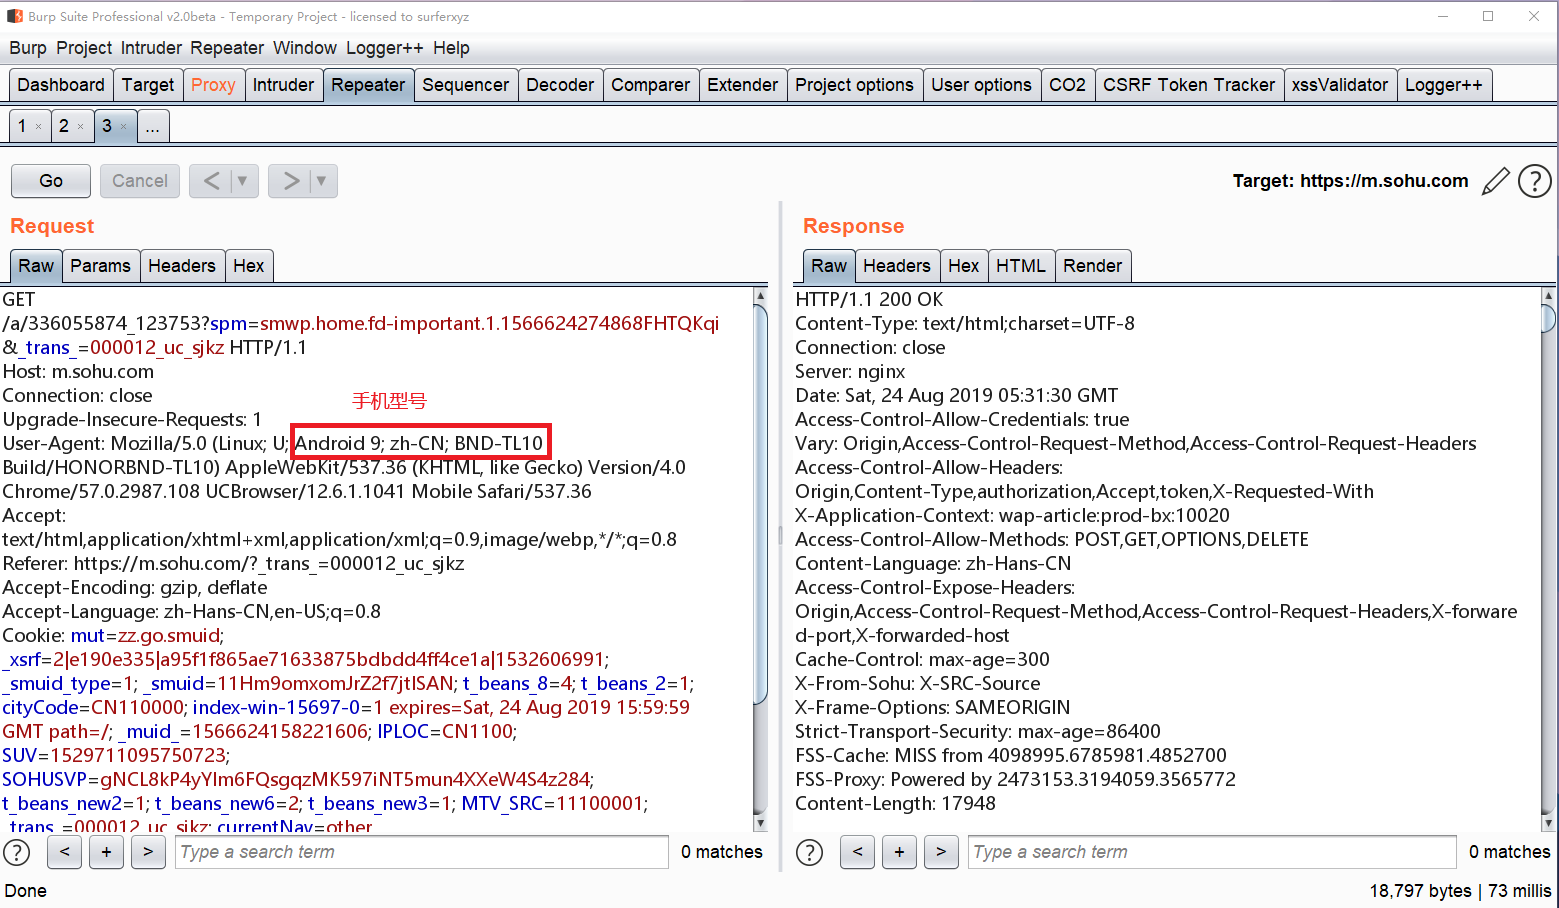 Burp Suite Professional v2.0beta - Temporary Project - licensed to surferxyz
Burp Project Intruder Repeater Window Logger++ Help
Dashboard Target Proxy Intruder Repeater Sequencer Decoder Comparer Extender Project options User options CO2 CSRF Token Tracker xssValidator Logger++
1 × 2 × 3 × ...
Go Cancel < ▼ > ▼ Target: https://m.sohu.com ?
Request
Raw Params Headers Hex
GET
/a/336055874_123753?spm=smwp.home.fd-important.1.1566624274868FHTQKqi
&_trans_=000012_uc_sjkz HTTP/1.1
Host: m.sohu.com
Connection: close
手机型号
Upgrade-Insecure-Requests: 1
User-Agent: Mozilla/5.0 (Linux; U; Android 9; zh-CN; BND-TL10
Build/HONORBND-TL10) AppleWebKit/537.36 (KHTML, like Gecko) Version/4.0
Chrome/57.0.2987.108 UCBrowser/12.6.1.1041 Mobile Safari/537.36
Accept:
text/html,application/xhtml+xml,application/xml;q=0.9,image/webp,*/*;q=0.8
Referer: https://m.sohu.com/?_trans_=000012_uc_sjkz
Accept-Encoding: gzip, deflate
Accept-Language: zh-Hans-CN,en-US;q=0.8
Cookie: mut=zz.go.smuid;
_xsrf=2|e190e335|a95f1f865ae71633875bdbdd4ff4ce1a|1532606991;
_smuid_type=1; _smuid=11Hm9omxomJrZ2f7jtlSAN; t_beans_8=4; t_beans_2=1;
cityCode=CN110000; index-win-15697-0=1 expires=Sat, 24 Aug 2019 15:59:59
GMT path=/; _muid_=1566624158221606; IPLOC=CN1100;
SUV=1529711095750723;
SOHUSVP=gNCL8kP4yYlm6FQsgqzMK597iNT5mun4XXeW4S4z284;
t_beans_new2=1; t_beans_new6=2; t_beans_new3=1; MTV_SRC=11100001;
_trans_=000012_uc_sjkz; currentNav=other
? < + > Type a search term 0 matches
Response
Raw Headers Hex HTML Render
HTTP/1.1 200 OK
Content-Type: text/html;charset=UTF-8
Connection: close
Server: nginx
Date: Sat, 24 Aug 2019 05:31:30 GMT
Access-Control-Allow-Credentials: true
Vary: Origin,Access-Control-Request-Method,Access-Control-Request-Headers
Access-Control-Allow-Headers:
Origin,Content-Type,authorization,Accept,token,X-Requested-With
X-Application-Context: wap-article:prod-bx:10020
Access-Control-Allow-Methods: POST,GET,OPTIONS,DELETE
Content-Language: zh-Hans-CN
Access-Control-Expose-Headers:
Origin,Access-Control-Request-Method,Access-Control-Request-Headers,X-forware
d-port,X-forwarded-host
Cache-Control: max-age=300
X-From-Sohu: X-SRC-Source
X-Frame-Options: SAMEORIGIN
Strict-Transport-Security: max-age=86400
FSS-Cache: MISS from 4098995.6785981.4852700
FSS-Proxy: Powered by 2473153.3194059.3565772
Content-Length: 17948
? < + > Type a search term 0 matches
Done 18,797 bytes | 73 millis